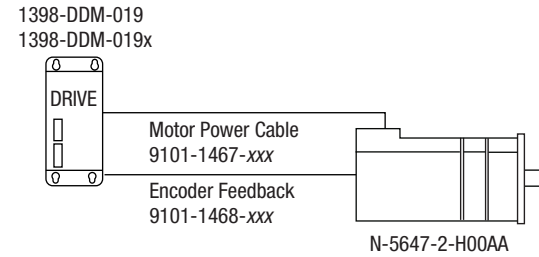 1398-DDM-019
1398-DDM-019x
DRIVE
Motor Power Cable
9101-1467-xxx
Encoder Feedback
9101-1468-xxx
N-5647-2-H00AA